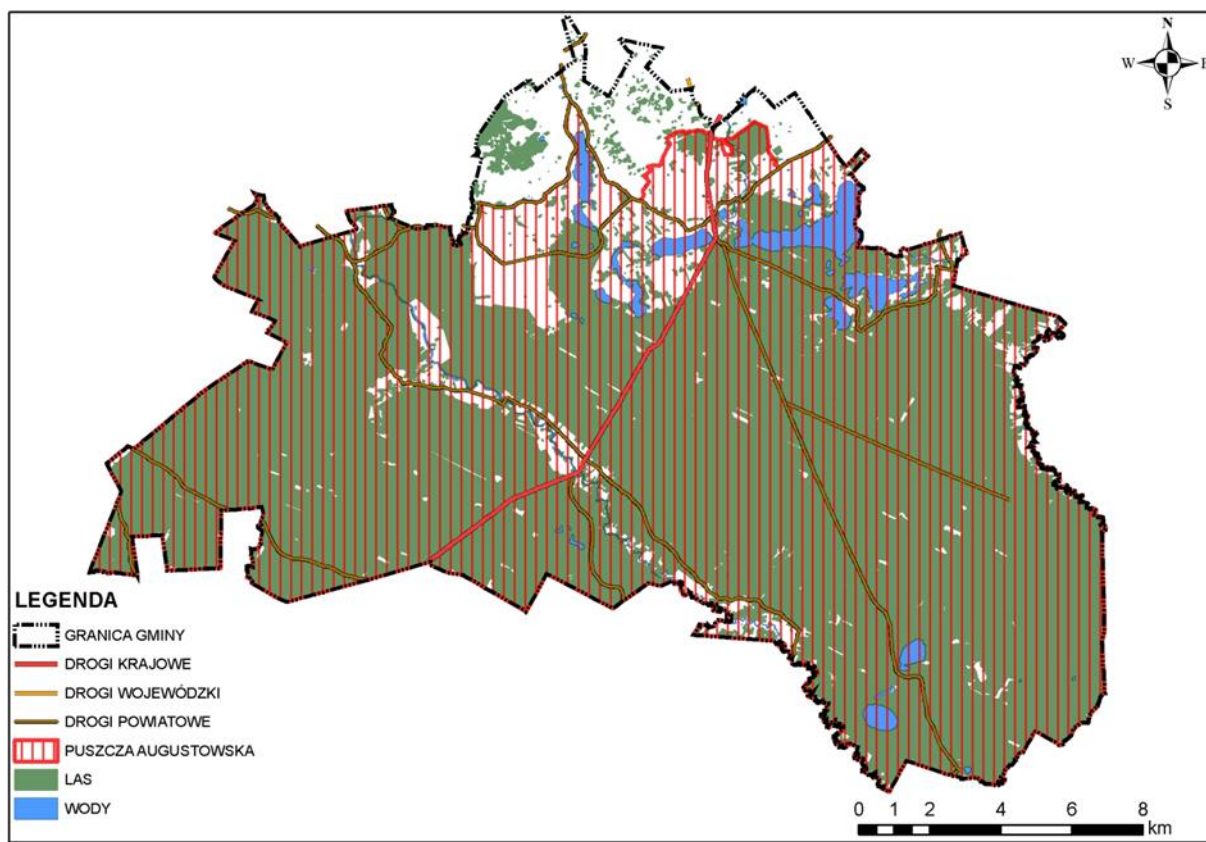 N
W E
S
LEGENDA
GRANICA GMINY
DROGI KRAJOWE
DROGI WOJEWÓDZKI
DROGI POWIATOWE
PUSZCZA AUGUSTOWSKA
LAS
WODY
0 1 2 4 6 8
km